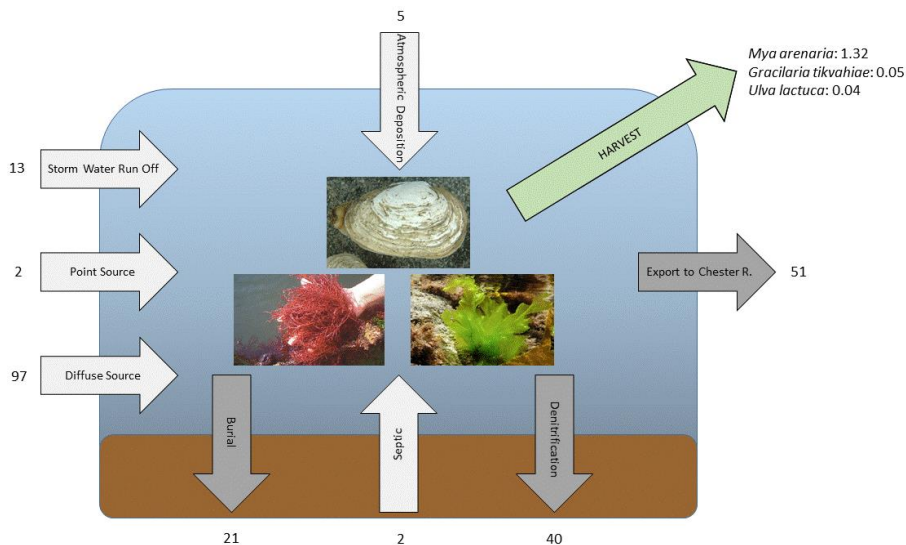 5
Atmospheric Deposition
Mya arenaria: 1.32
Gracilaria tikvahiae: 0.05
Ulva lactuca: 0.04
HARVEST
13
Storm Water Run Off
2
Point Source
Export to Chester R.
51
97
Diffuse Source
Burial
Septic
Denitrification
21
2
40